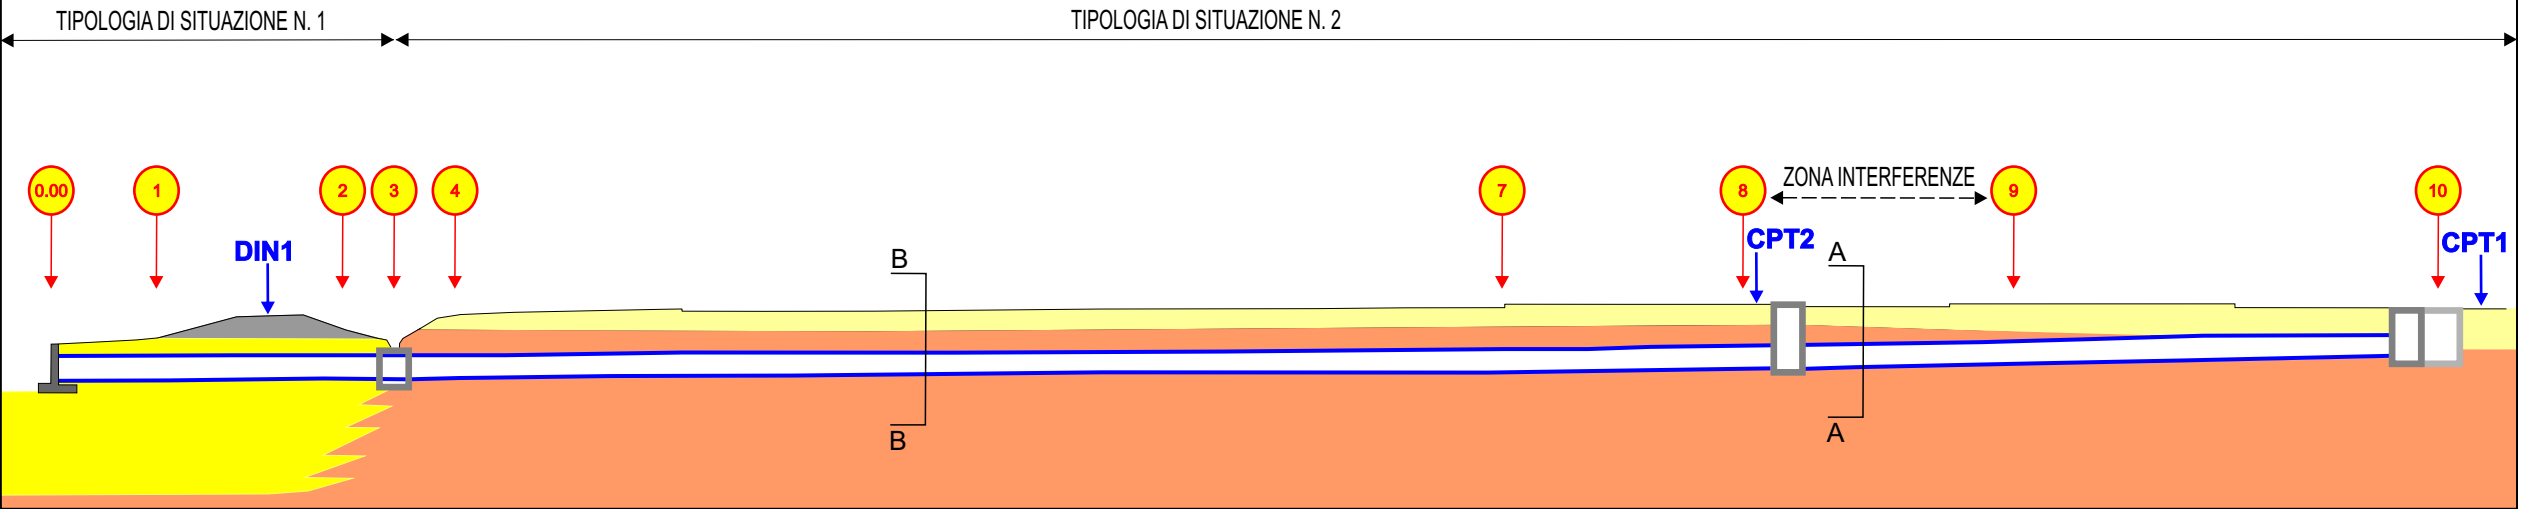 TIPOLOGIA DI SITUAZIONE N. 1
TIPOLOGIA DI SITUAZIONE N. 2
0.00
1
2
3
4
7
8
ZONA INTERFERENZE
9
10
DIN1
B
A
CPT2
CPT1
B
A